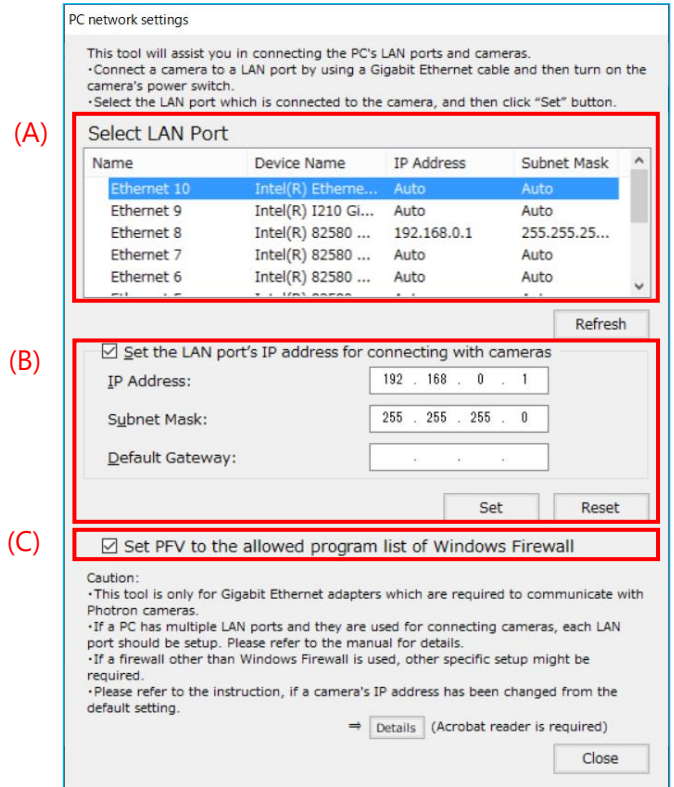 PC network settings
This tool will assist you in connecting the PC's LAN ports and cameras.
・Connect a camera to a LAN port by using a Gigabit Ethernet cable and then turn on the
camera's power switch.
・Select the LAN port which is connected to the camera, and then click "Set" button.
(A)
Select LAN Port
Name Device Name IP Address Subnet Mask
Ethernet 10 Intel(R) Etherne... Auto Auto
Ethernet 9 Intel(R) I210 Gi... Auto Auto
Ethernet 8 Intel(R) 82580 ... 192.168.0.1 255.255.25...
Ethernet 7 Intel(R) 82580 ... Auto Auto
Ethernet 6 Intel(R) 82580 ... Auto Auto
Refresh
(B)
Set the LAN port's IP address for connecting with cameras
IP Address: 192 . 168 . 0 . 1
Subnet Mask: 255 . 255 . 255 . 0
Default Gateway: . . .
Set Reset
(C)
Set PFV to the allowed program list of Windows Firewall
Caution:
・This tool is only for Gigabit Ethernet adapters which are required to communicate with
Photron cameras.
・If a PC has multiple LAN ports and they are used for connecting cameras, each LAN
port should be setup. Please refer to the manual for details.
・If a firewall other than Windows Firewall is used, other specific setup might be
required.
・Please refer to the instruction, if a camera's IP address has been changed from the
default setting.
⇒ Details (Acrobat reader is required)
Close